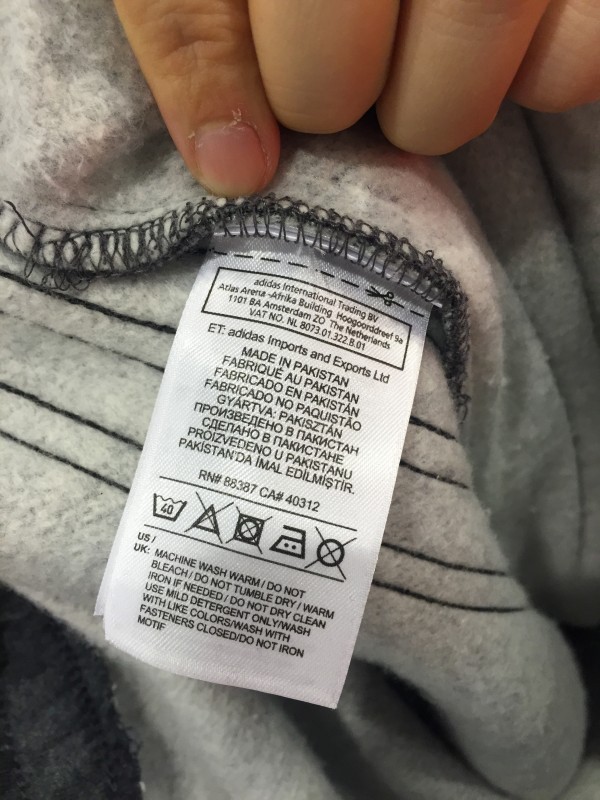 adidas International Trading BV
Atlas Arena -Afrika Building Hoogoorddreef 9a
1101 BA Amsterdam ZO The Netherlands
VAT NO. NL 8073.01.322.B.01
ET: adidas Imports and Exports Ltd
MADE IN PAKISTAN
FABRIQUÉ AU PAKISTAN
FABRICADO EN PAKISTÁN
FABRICADO NO PAQUISTÃO
GYÁRTVA: PAKISZTÁN
ПРОИЗВЕДЕНО В ПАКИСТАН
СДЕЛАНО В ПАКИСТАНЕ
PROIZVEDENO U PAKISTANU
PAKİSTAN'DA İMAL EDİLMİŞTİR.
RN# 88387 CA# 40312
40
US /
UK: MACHINE WASH WARM / DO NOT
BLEACH / DO NOT TUMBLE DRY / WARM
IRON IF NEEDED / DO NOT DRY CLEAN
USE MILD DETERGENT ONLY/WASH
WITH LIKE COLORS/WASH WITH
FASTENERS CLOSED/DO NOT IRON
MOTIF